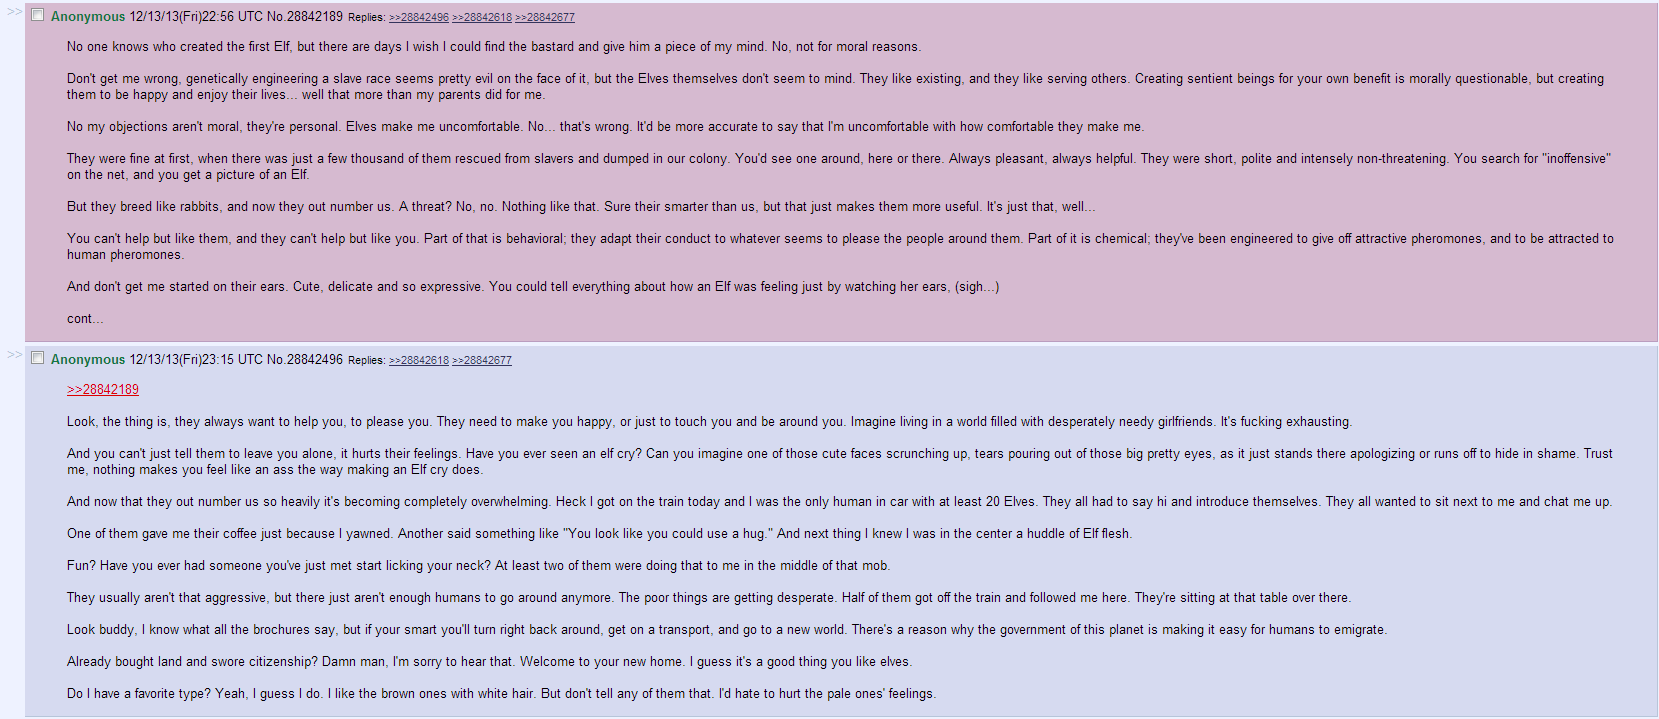 >> Anonymous 12/13/13(Fri)22:56 UTC No.28842189 Replies: >>28842496 >>28842618 >>28842677
No one knows who created the first Elf, but there are days I wish I could find the bastard and give him a piece of my mind. No, not for moral reasons.
Don't get me wrong, genetically engineering a slave race seems pretty evil on the face of it, but the Elves themselves don't seem to mind. They like existing, and they like serving others. Creating sentient beings for your own benefit is morally questionable, but creating
them to be happy and enjoy their lives... well that more than my parents did for me.
No my objections aren't moral, they're personal. Elves make me uncomfortable. No... that's wrong. It'd be more accurate to say that I'm uncomfortable with how comfortable they make me.
They were fine at first, when there was just a few thousand of them rescued from slavers and dumped in our colony. You'd see one around, here or there. Always pleasant, always helpful. They were short, polite and intensely non-threatening. You search for "inoffensive"
on the net, and you get a picture of an Elf.
But they breed like rabbits, and now they out number us. A threat? No, no. Nothing like that. Sure their smarter than us, but that just makes them more useful. It's just that, well...
You can't help but like them, and they can't help but like you. Part of that is behavioral; they adapt their conduct to whatever seems to please the people around them. Part of it is chemical; they've been engineered to give off attractive pheromones, and to be attracted to
human pheromones.
And don't get me started on their ears. Cute, delicate and so expressive. You could tell everything about how an Elf was feeling just by watching her ears, (sigh...)
cont...
>> Anonymous 12/13/13(Fri)23:15 UTC No.28842496 Replies: >>28842618 >>28842677
>>28842189
Look, the thing is, they always want to help you, to please you. They need to make you happy, or just to touch you and be around you. Imagine living in a world filled with desperately needy girlfriends. It's fucking exhausting.
And you can't just tell them to leave you alone, it hurts their feelings. Have you ever seen an elf cry? Can you imagine one of those cute faces scrunching up, tears pouring out of those big pretty eyes, as it just stands there apologizing or runs off to hide in shame. Trust
me, nothing makes you feel like an ass the way making an Elf cry does.
And now that they out number us so heavily it's becoming completely overwhelming. Heck I got on the train today and I was the only human in car with at least 20 Elves. They all had to say hi and introduce themselves. They all wanted to sit next to me and chat me up.
One of them gave me their coffee just because I yawned. Another said something like "You look like you could use a hug." And next thing I knew I was in the center a huddle of Elf flesh.
Fun? Have you ever had someone you've just met start licking your neck? At least two of them were doing that to me in the middle of that mob.
They usually aren't that aggressive, but there just aren't enough humans to go around anymore. The poor things are getting desperate. Half of them got off the train and followed me here. They're sitting at that table over there.
Look buddy, I know what all the brochures say, but if your smart you'll turn right back around, get on a transport, and go to a new world. There's a reason why the government of this planet is making it easy for humans to emigrate.
Already bought land and swore citizenship? Damn man, I'm sorry to hear that. Welcome to your new home. I guess it's a good thing you like elves.
Do I have a favorite type? Yeah, I guess I do. I like the brown ones with white hair. But don't tell any of them that. I'd hate to hurt the pale ones' feelings.